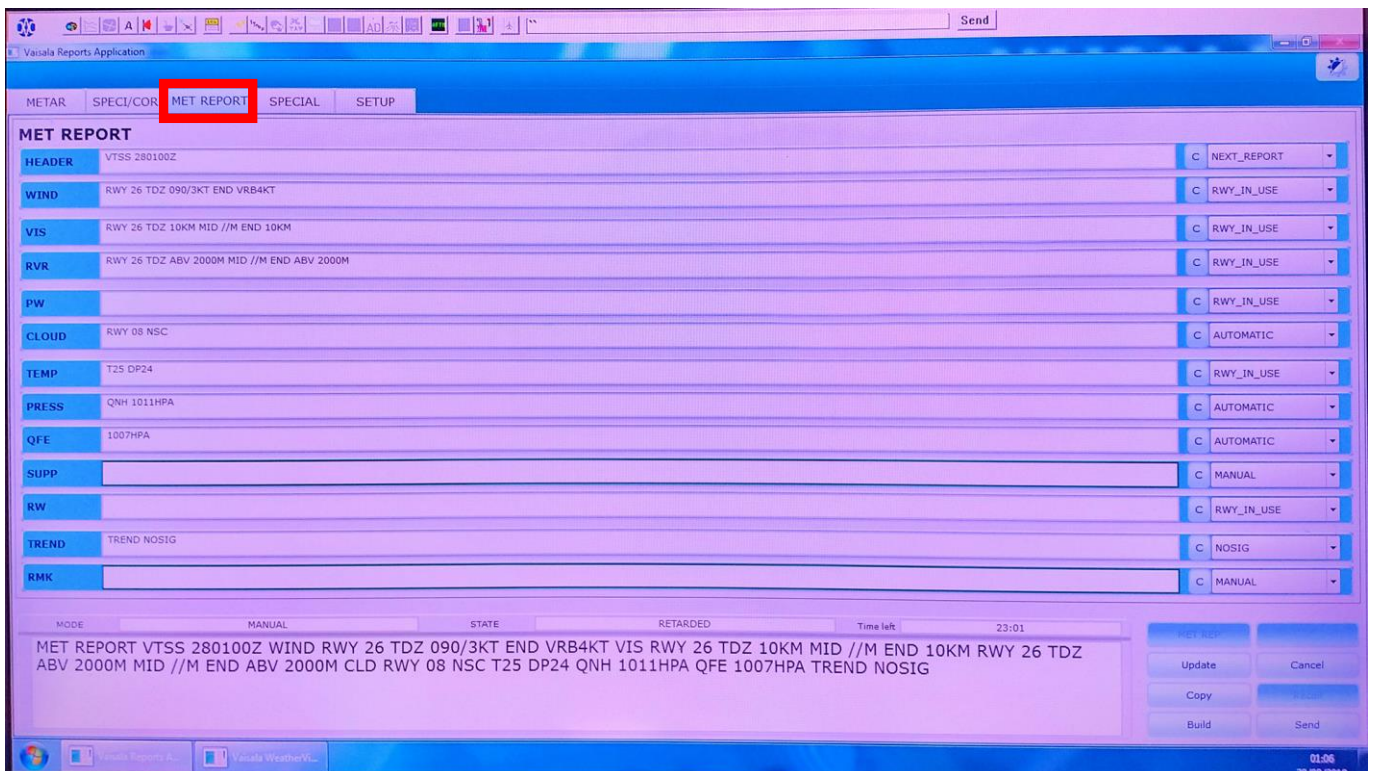 Send
Vaisala Reports Application
METAR SPECI/COR MET REPORT SPECIAL SETUP
MET REPORT
HEADER VTSS 280100Z C NEXT_REPORT
WIND RWY 26 TDZ 090/3KT END VRB4KT C RWY_IN_USE
VIS RWY 26 TDZ 10KM MID //M END 10KM C RWY_IN_USE
RVR RWY 26 TDZ ABV 2000M MID //M END ABV 2000M C RWY_IN_USE
PW C RWY_IN_USE
CLOUD RWY 08 NSC C AUTOMATIC
TEMP T25 DP24 C RWY_IN_USE
PRESS QNH 1011HPA C AUTOMATIC
QFE 1007HPA C AUTOMATIC
SUPP C MANUAL
RW C RWY_IN_USE
TREND TREND NOSIG C NOSIG
RMK C MANUAL
MODE MANUAL STATE RETARDED Time left 23:01
MET REPORT VTSS 280100Z WIND RWY 26 TDZ 090/3KT END VRB4KT VIS RWY 26 TDZ 10KM MID //M END 10KM RWY 26 TDZ
ABV 2000M MID //M END ABV 2000M CLD RWY 08 NSC T25 DP24 QNH 1011HPA QFE 1007HPA TREND NOSIG
MET REP
Update Cancel
Copy
Build Send
Vaisala Reports A... Vaisala WeatherVi...
01:06